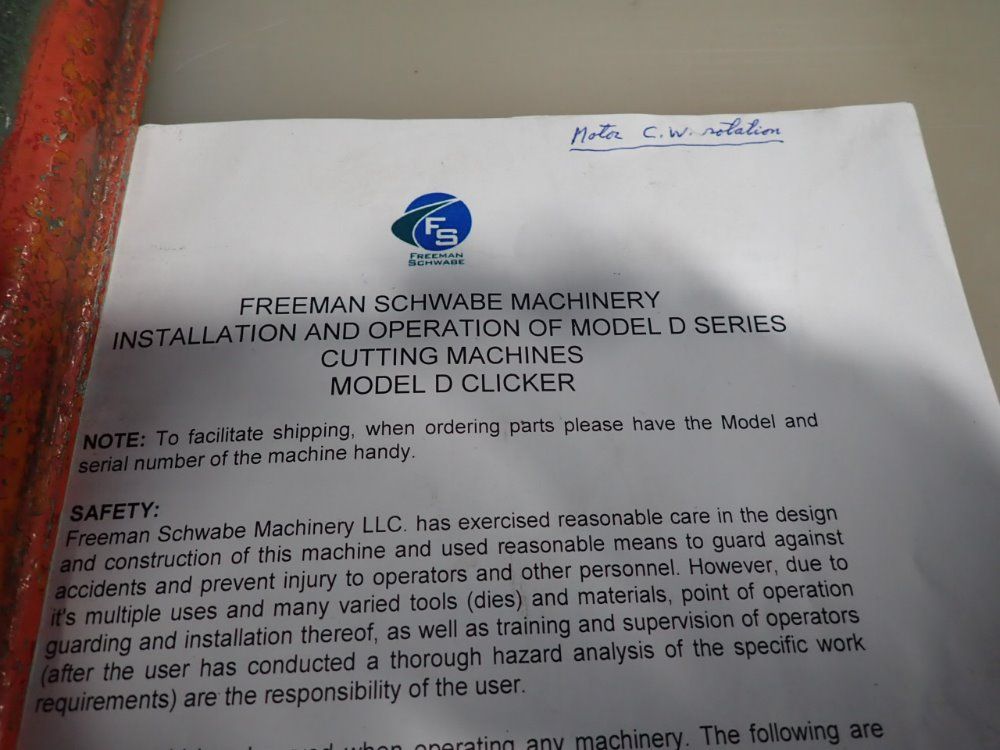 Motor C.W. rotation
FS
FREEMAN
SCHWABE
FREEMAN SCHWABE MACHINERY
INSTALLATION AND OPERATION OF MODEL D SERIES
CUTTING MACHINES
MODEL D CLICKER
NOTE: To facilitate shipping, when ordering parts please have the Model and
serial number of the machine handy.
SAFETY:
Freeman Schwabe Machinery LLC. has exercised reasonable care in the design
and construction of this machine and used reasonable means to guard against
accidents and prevent injury to operators and other personnel. However, due to
it's multiple uses and many varied tools (dies) and materials, point of operation
guarding and installation thereof, as well as training and supervision of operators
(after the user has conducted a thorough hazard analysis of the specific work
requirements) are the responsibility of the user.
when operating any machinery. The following are